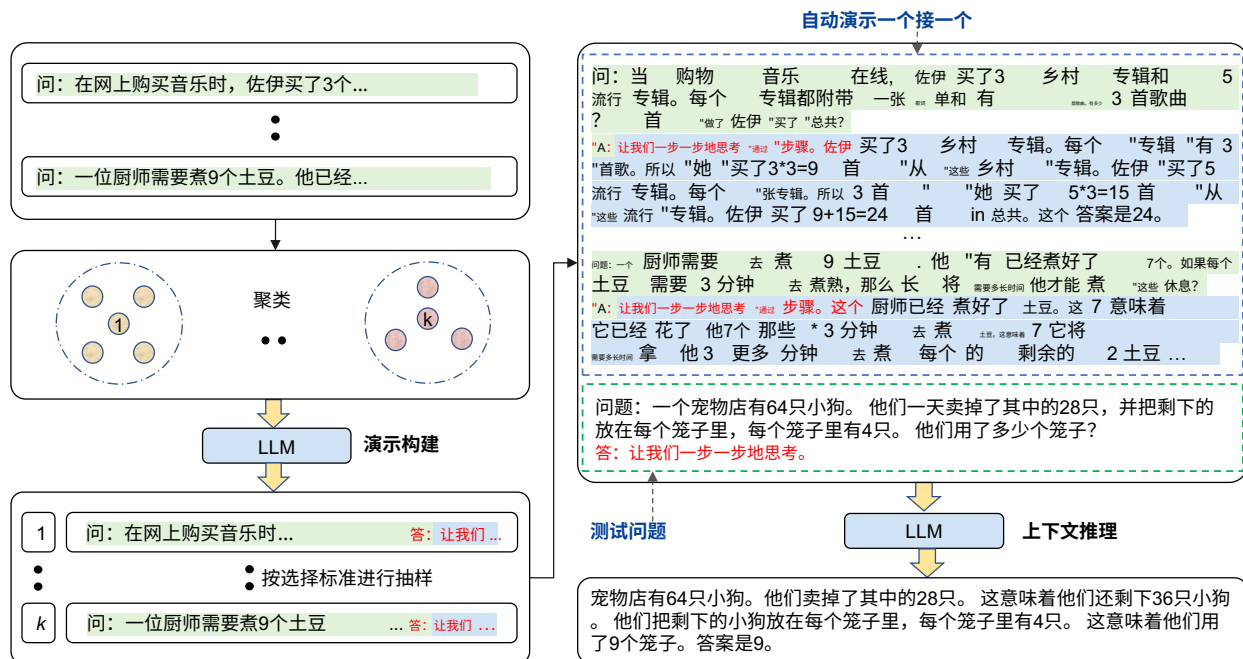 问：在网上购买音乐时，佐伊买了3个...
问：一位厨师需要煮9个土豆。他已经...
1
聚类
k
LLM
演示构建
1
问：在网上购买音乐时...
答：让我们 ...
按选择标准进行抽样
k
问：一位厨师需要煮9个土豆
... 答：让我们 ...
自动演示一个接一个
问：当 购物 音乐 在线, 佐伊 买了3 乡村 专辑和 5
流行 专辑。每个 专辑都附带 一张 歌词 单和 有 首歌曲。有多少 3 首歌曲
？ 首 "做了 佐伊 "买了 "总共?
"A：让我们一步一步地思考 "通过 "步骤。佐伊 买了3 乡村 专辑。每个 "专辑 "有 3
"首歌。所以 "她 "买了3*3=9 首 "从 "这些 乡村 "专辑。佐伊 "买了5
流行 专辑。每个 "张专辑。所以 3 首 " "她 买了 5*3=15 首 "从
"这些 流行 "专辑。佐伊 买了 9+15=24 首 in 总共。这个 答案是24。
...
问题：一个 厨师需要 去 煮 9 土豆 . 他 "有 已经煮好了 7个。如果每个
土豆 需要 3 分钟 去 煮熟，那么 长 将 需要多长时间 他才能 煮 "这些 休息?
"A：让我们一步一步地思考 "通过 步骤。这个 厨师已经 煮好了 土豆。这 7 意味着
它已经 花了 他7个 那些 * 3 分钟 去 煮 土豆。这意味着 7 它将
需要多长时间 拿 他 3 更多 分钟 去 煮 每个 的 剩余的 2 土豆 ...
问题：一个宠物店有64只小狗。 他们一天卖掉了其中的28只，并把剩下的
放在每个笼子里，每个笼子里有4只。 他们用了多少个笼子？
答：让我们一步一步地思考。
测试问题
LLM
上下文推理
宠物店有64只小狗。他们卖掉了其中的28只。 这意味着他们还剩下36只小狗
。 他们把剩下的小狗放在每个笼子里，每个笼子里有4只。 这意味着他们用
了9个笼子。答案是9。